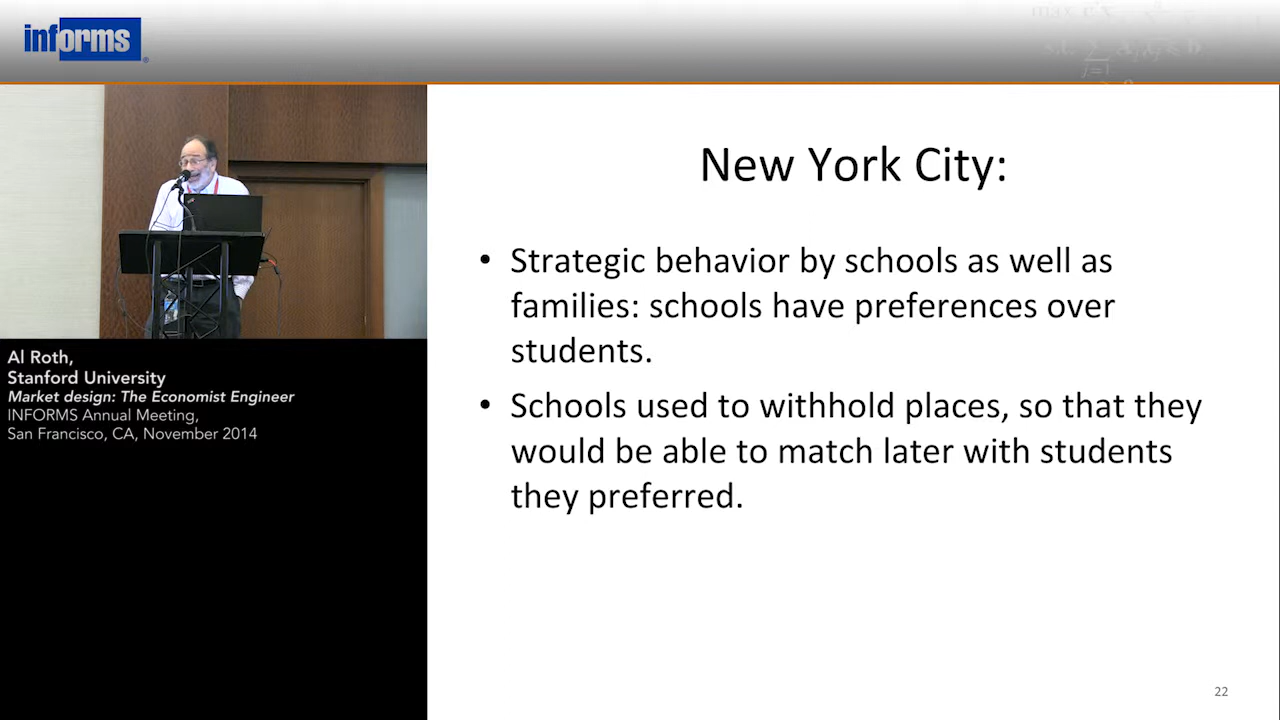 informs
New York City:
• Strategic behavior by schools as well as
families: schools have preferences over
students.
• Schools used to withhold places, so that they
would be able to match later with students
they preferred.
Al Roth,
Stanford University
Market design: The Economist Engineer
INFORMS Annual Meeting,
San Francisco, CA, November 2014
22